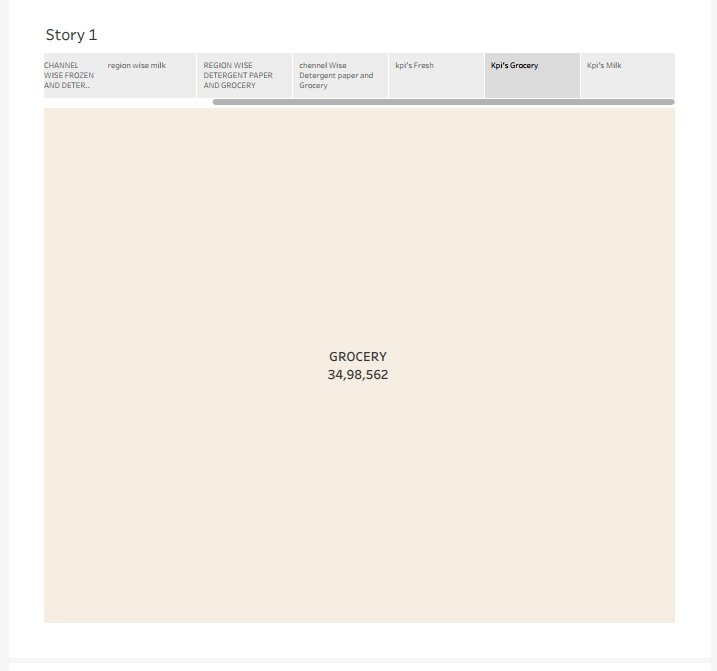 Story 1
CHANNEL
WISE FROZEN
AND DETER..
region wise milk
REGION WISE
DETERGENT PAPER
AND GROCERY
channel Wise
Detergent paper and
Grocery
kpi's Fresh
Kpi's Grocery
Kpi's Milk
GROCERY
34,98,562